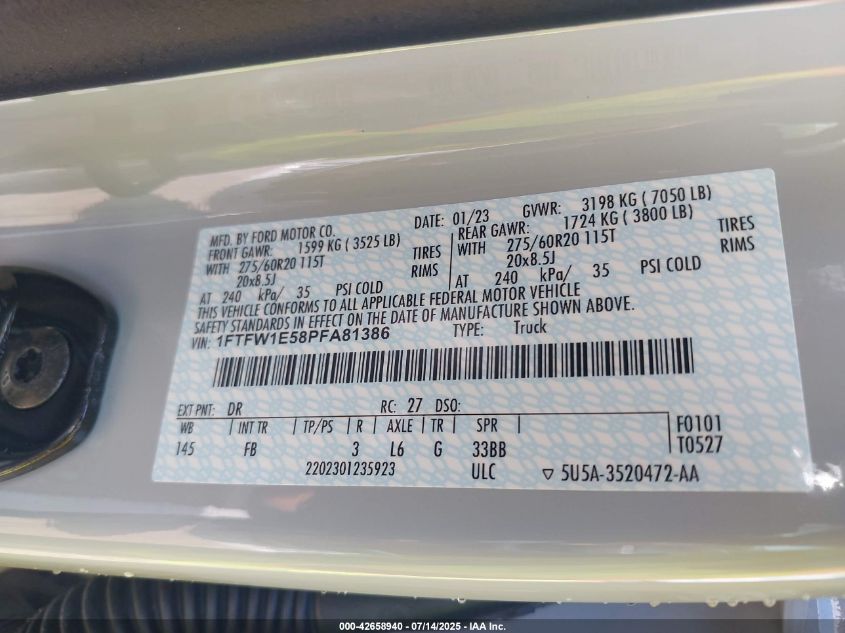 MFD. BY FORD MOTOR CO.
DATE: 01/23 GVWR: 3198 KG ( 7050 LB)
FRONT GAWR: 1599 KG ( 3525 LB) REAR GAWR: 1724 KG ( 3800 LB)
WITH 275/60R20 115T TIRES WITH 275/60R20 115T TIRES
20x8.5J RIMS 20x8.5J RIMS
AT 240 kPa/ 35 PSI COLD AT 240 kPa/ 35 PSI COLD
THIS VEHICLE CONFORMS TO ALL APPLICABLE FEDERAL MOTOR VEHICLE
SAFETY STANDARDS IN EFFECT ON THE DATE OF MANUFACTURE SHOWN ABOVE.
VIN: 1FTFW1E58PFA81386 TYPE: Truck
EXT PNT: DR RC: 27 DSO:
WB INT TR TP/PS R AXLE TR SPR F0101
145 FB 3 L6 G 33BB T0527
2202301235923 ULC ▽ 5U5A-3520472-AA
000-42658940 - 07/14/2025 - IAA Inc.